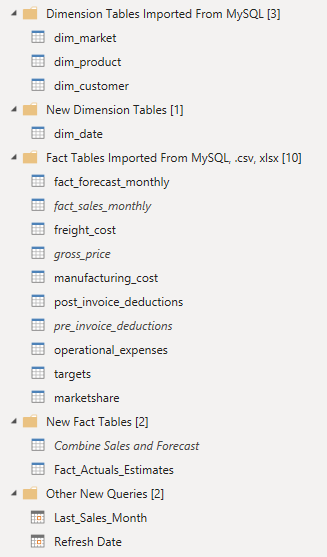 Dimension Tables Imported From MySQL [3]
dim_market
dim_product
dim_customer
New Dimension Tables [1]
dim_date
Fact Tables Imported From MySQL, .csv, xlsx [10]
fact_forecast_monthly
fact_sales_monthly
freight_cost
gross_price
manufacturing_cost
post_invoice_deductions
pre_invoice_deductions
operational_expenses
targets
marketshare
New Fact Tables [2]
Combine Sales and Forecast
Fact_Actuals_Estimates
Other New Queries [2]
Last_Sales_Month
Refresh Date